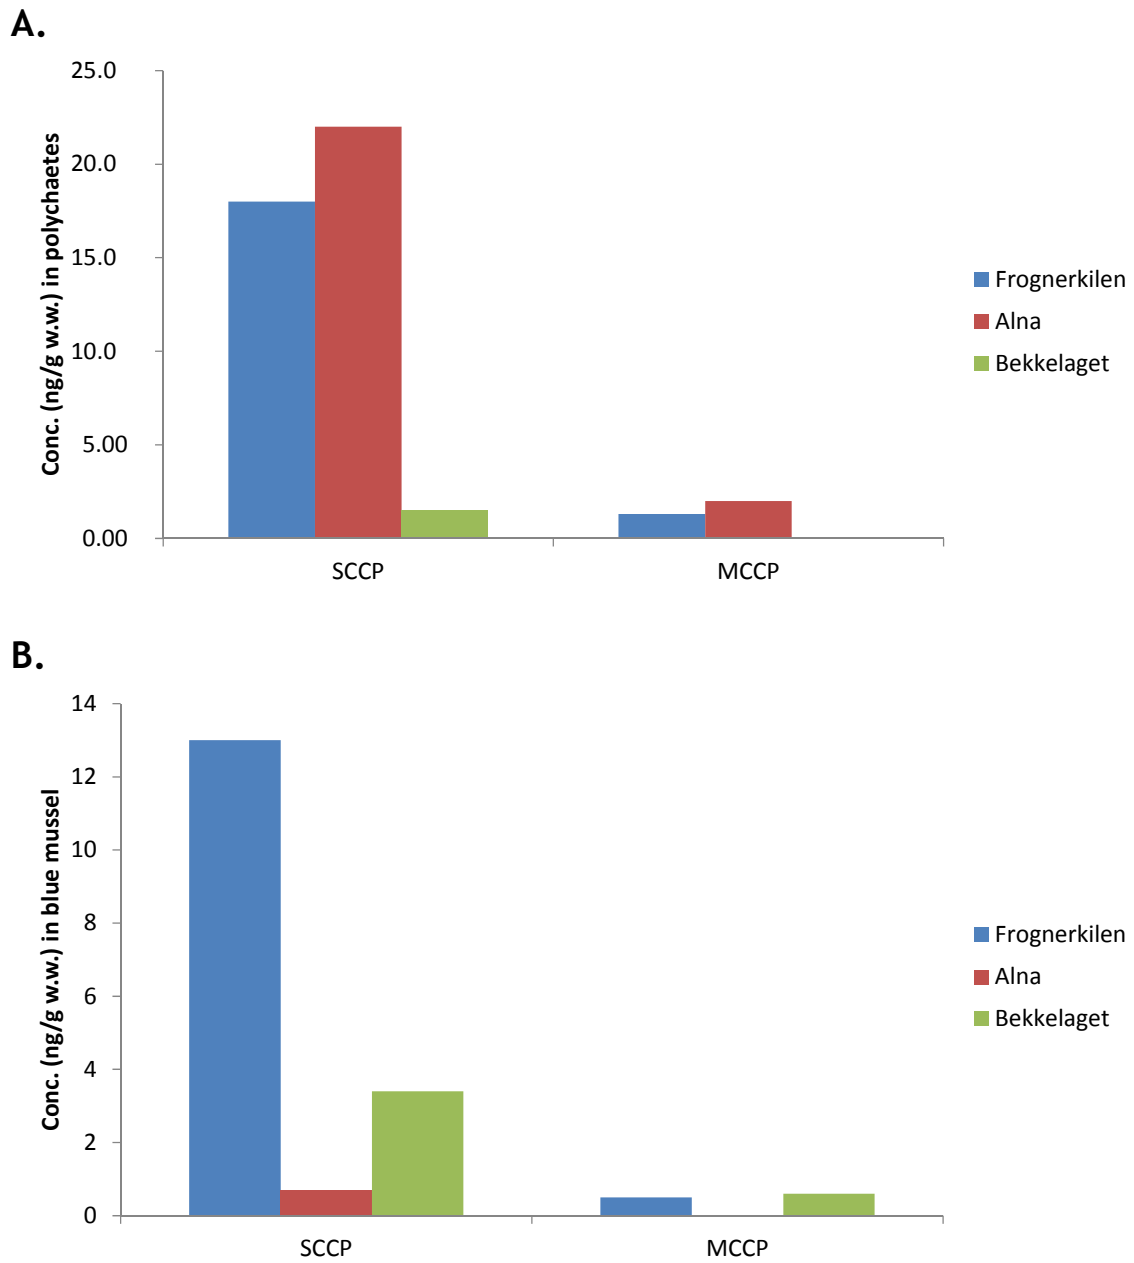 A.
25.0
20.0
15.0
10.0
5.00
0.00
Conc. (ng/g w.w.) in polychaetes
SCCP
MCCP
Frognerkilen
Alna
Bekkelaget
B.
14
12
10
8
6
4
2
0
Conc. (ng/g w.w.) in blue mussel
SCCP
MCCP
Frognerkilen
Alna
Bekkelaget